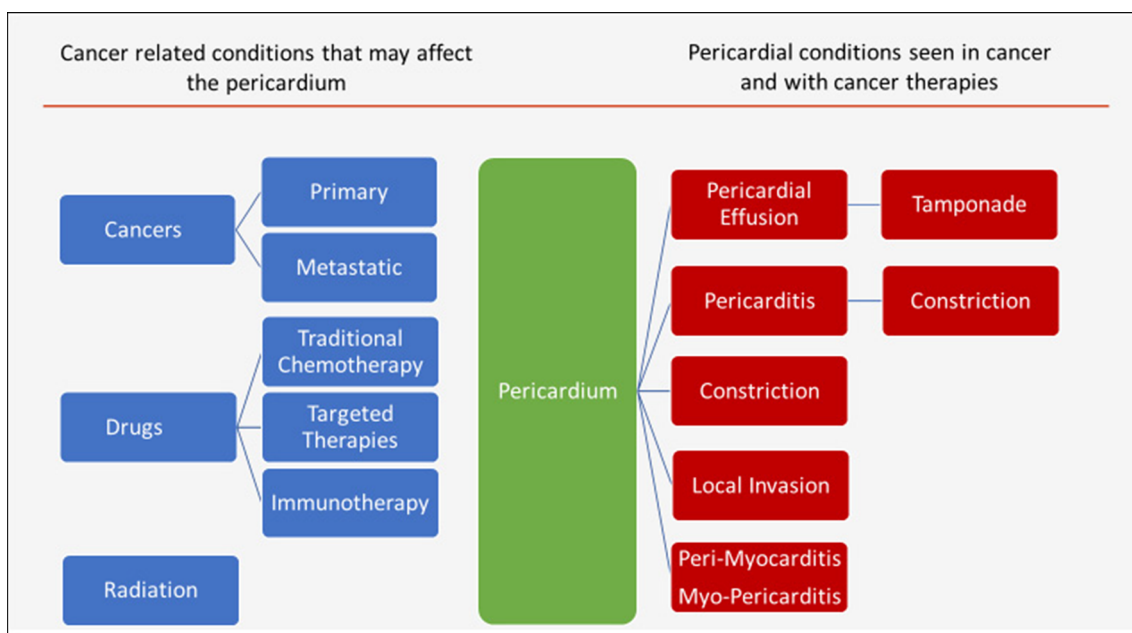 Cancer related conditions that may affect
the pericardium
Pericardial conditions seen in cancer
and with cancer therapies
Cancers
Primary
Metastatic
Drugs
Traditional
Chemotherapy
Targeted
Therapies
Immunotherapy
Radiation
Pericardium
Pericardial
Effusion
Tamponade
Pericarditis
Constriction
Constriction
Local Invasion
Peri-Myocarditis
Myo-Pericarditis